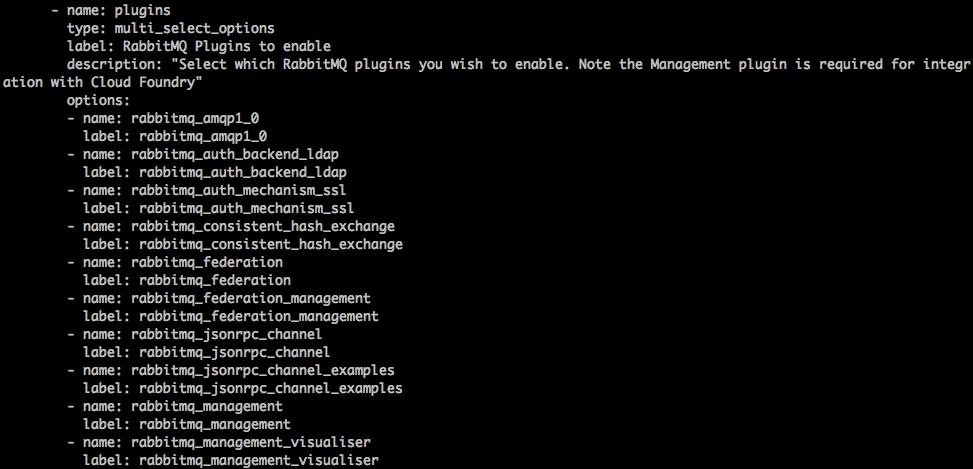 - name: plugins
type: multi_select_options
label: RabbitMQ Plugins to enable
description: "Select which RabbitMQ plugins you wish to enable. Note the Management plugin is required for integr
ation with Cloud Foundry"
options:
- name: rabbitmq_amqp1_0
label: rabbitmq_amqp1_0
- name: rabbitmq_auth_backend_ldap
label: rabbitmq_auth_backend_ldap
- name: rabbitmq_auth_mechanism_ssl
label: rabbitmq_auth_mechanism_ssl
- name: rabbitmq_consistent_hash_exchange
label: rabbitmq_consistent_hash_exchange
- name: rabbitmq_federation
label: rabbitmq_federation
- name: rabbitmq_federation_management
label: rabbitmq_federation_management
- name: rabbitmq_jsonrpc_channel
label: rabbitmq_jsonrpc_channel
- name: rabbitmq_jsonrpc_channel_examples
label: rabbitmq_jsonrpc_channel_examples
- name: rabbitmq_management
label: rabbitmq_management
- name: rabbitmq_management_visualiser
label: rabbitmq_management_visualiser